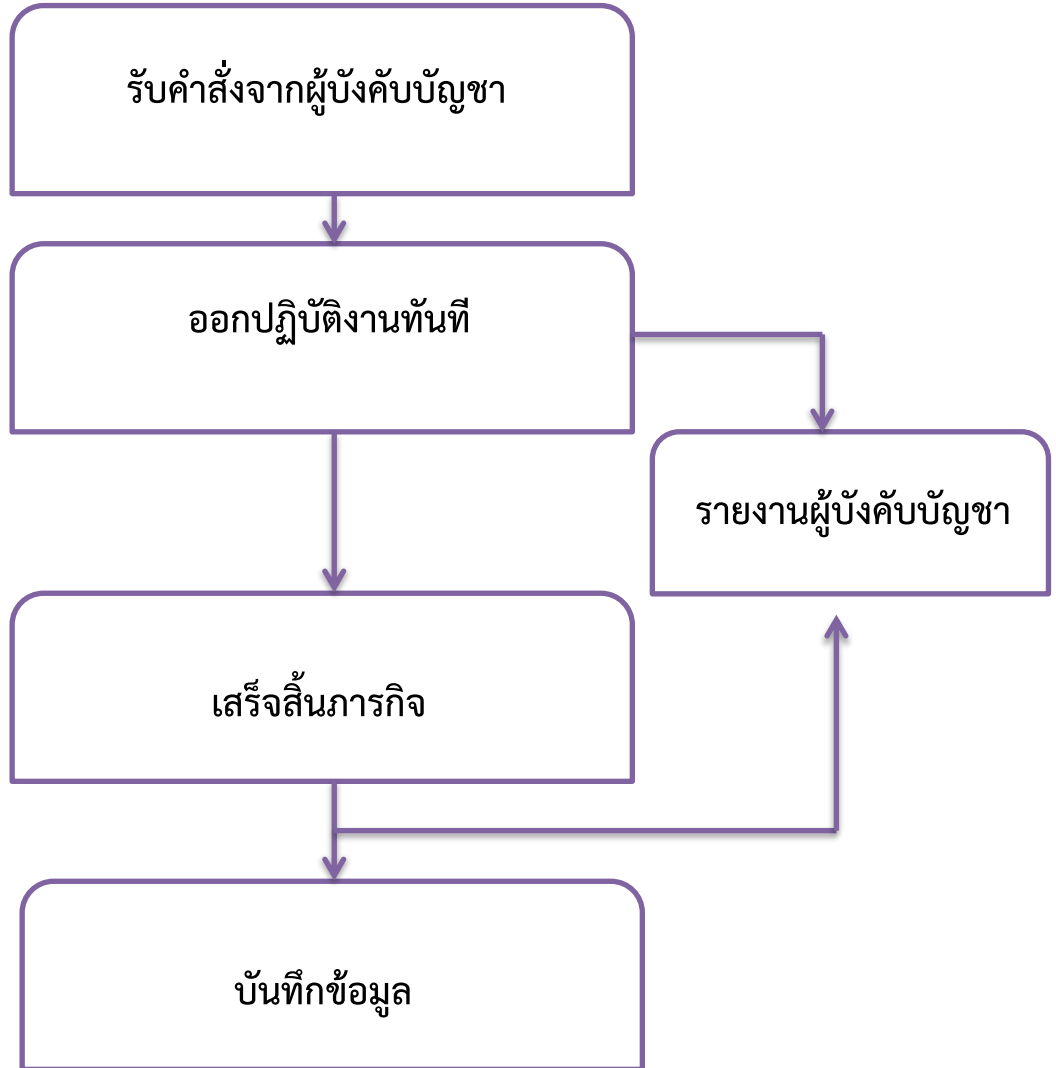 รับคำสั่งจากผู้บังคับบัญชา
ออกปฏิบัติงานทันที
รายงานผู้บังคับบัญชา
เสร็จสิ้นภารกิจ
บันทึกข้อมูล